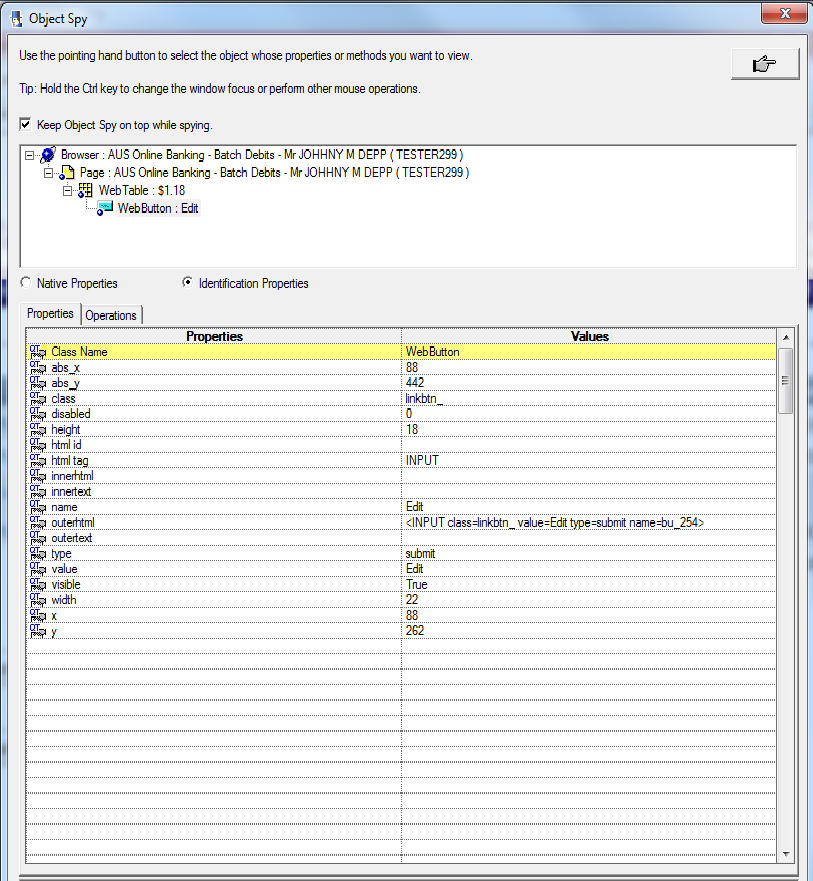 Object Spy
Use the pointing hand button to select the object whose properties or methods you want to view.
Tip: Hold the Ctrl key to change the window focus or perform other mouse operations.
Keep Object Spy on top while spying.
Browser : AUS Online Banking - Batch Debits - Mr JOHHNY M DEPP ( TESTER299 )
Page : AUS Online Banking - Batch Debits - Mr JOHHNY M DEPP ( TESTER299 )
WebTable : $1.18
WebButton : Edit
Native Properties Identification Properties
Properties Operations
Properties Values
Class Name WebButton
abs_x 88
abs_y 442
class linkbtn_
disabled 0
height 18
html id
html tag INPUT
innerhtml
innertext
name Edit
outerhtml <INPUT class=linkbtn_ value=Edit type=submit name=bu_254>
outertext
type submit
value Edit
visible True
width 22
x 88
y 262